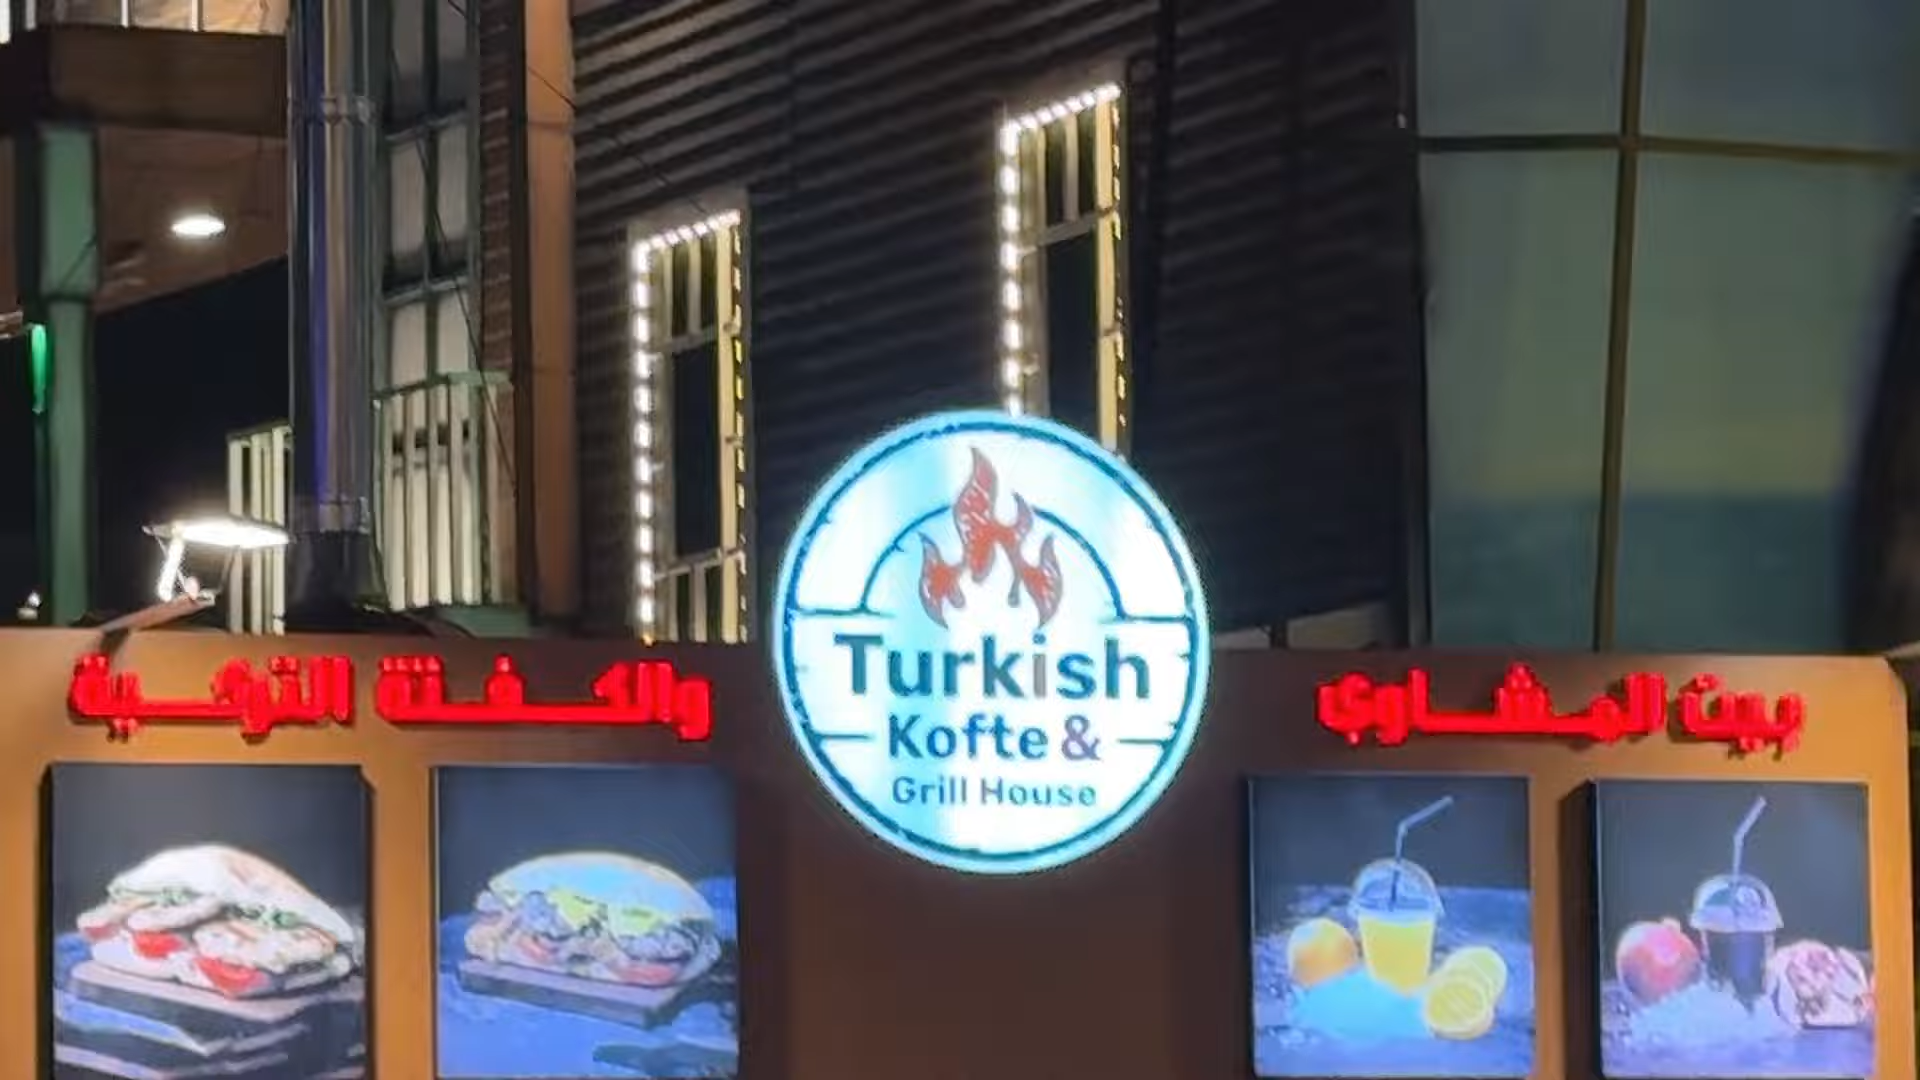 بيت المشاوي
والكفتة التركية
Turkish
Kofte &
Grill House